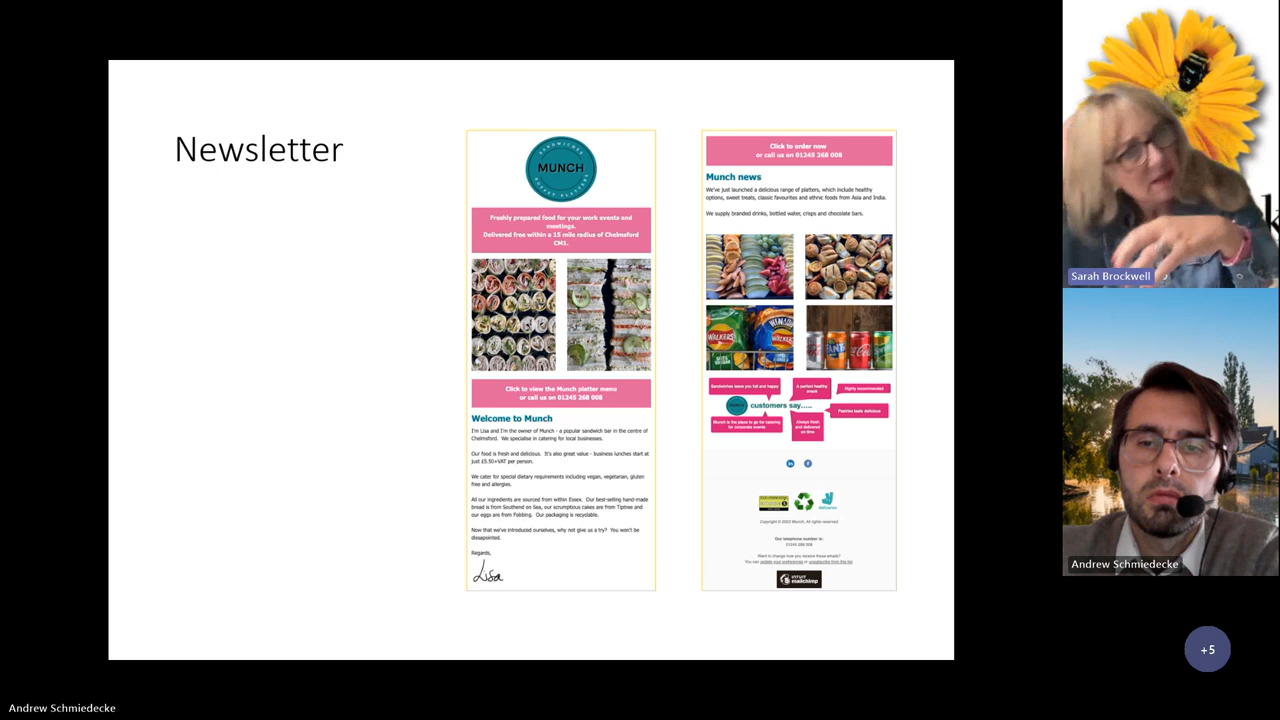 Newsletter
SANDWICHES
MUNCH
BUFFET PLATTERS
Freshly prepared food for your work events and
meetings.
Delivered free within a 15 mile radius of Chelmsford
CM1.
Click to view the Munch platter menu
or call us on 01245 268 008
Welcome to Munch
I'm Lisa and I'm the owner of Munch - a popular sandwich bar in the centre of
Chelmsford. We specialise in catering for local businesses.
Our food is fresh and delicious. It's also great value - business lunches start at
just £5.50+VAT per person.
We cater for special dietary requirements including vegan, vegetarian, gluten
free and allergies.
All our ingredients are sourced from within Essex. Our best-selling hand-made
bread is from Southend on Sea, our scrumptious cakes are from Tiptree and
our eggs are from Fobbing. Our packaging is recyclable.
Now that we've introduced ourselves, why not give us a try? You won't be
disappointed.
Regards,
Lisa
Click to order now
or call us on 01245 268 008
Munch news
We've just launched a delicious range of platters, which include healthy
options, sweet treats, classic favourites and ethnic foods from Asia and India.
We supply branded drinks, bottled water, crisps and chocolate bars.
WALKERS
Sandwiches leave you full and happy
A perfect healthy
snack
Highly recommended
MUNCH
customers say.....
Pastries taste delicious
Munch is the place to go for catering
for corporate events
Always fresh
and delivered
on time
in
f
deliveroo
Copyright © 2023 Munch, All rights reserved.
Our telephone number is:
01245 268 008
Want to change how you receive these emails?
You can update your preferences or unsubscribe from this list
INTUIT
mailchimp
k
Sarah Brockwell
Andrew Schmiedecke
+5
Andrew Schmiedecke